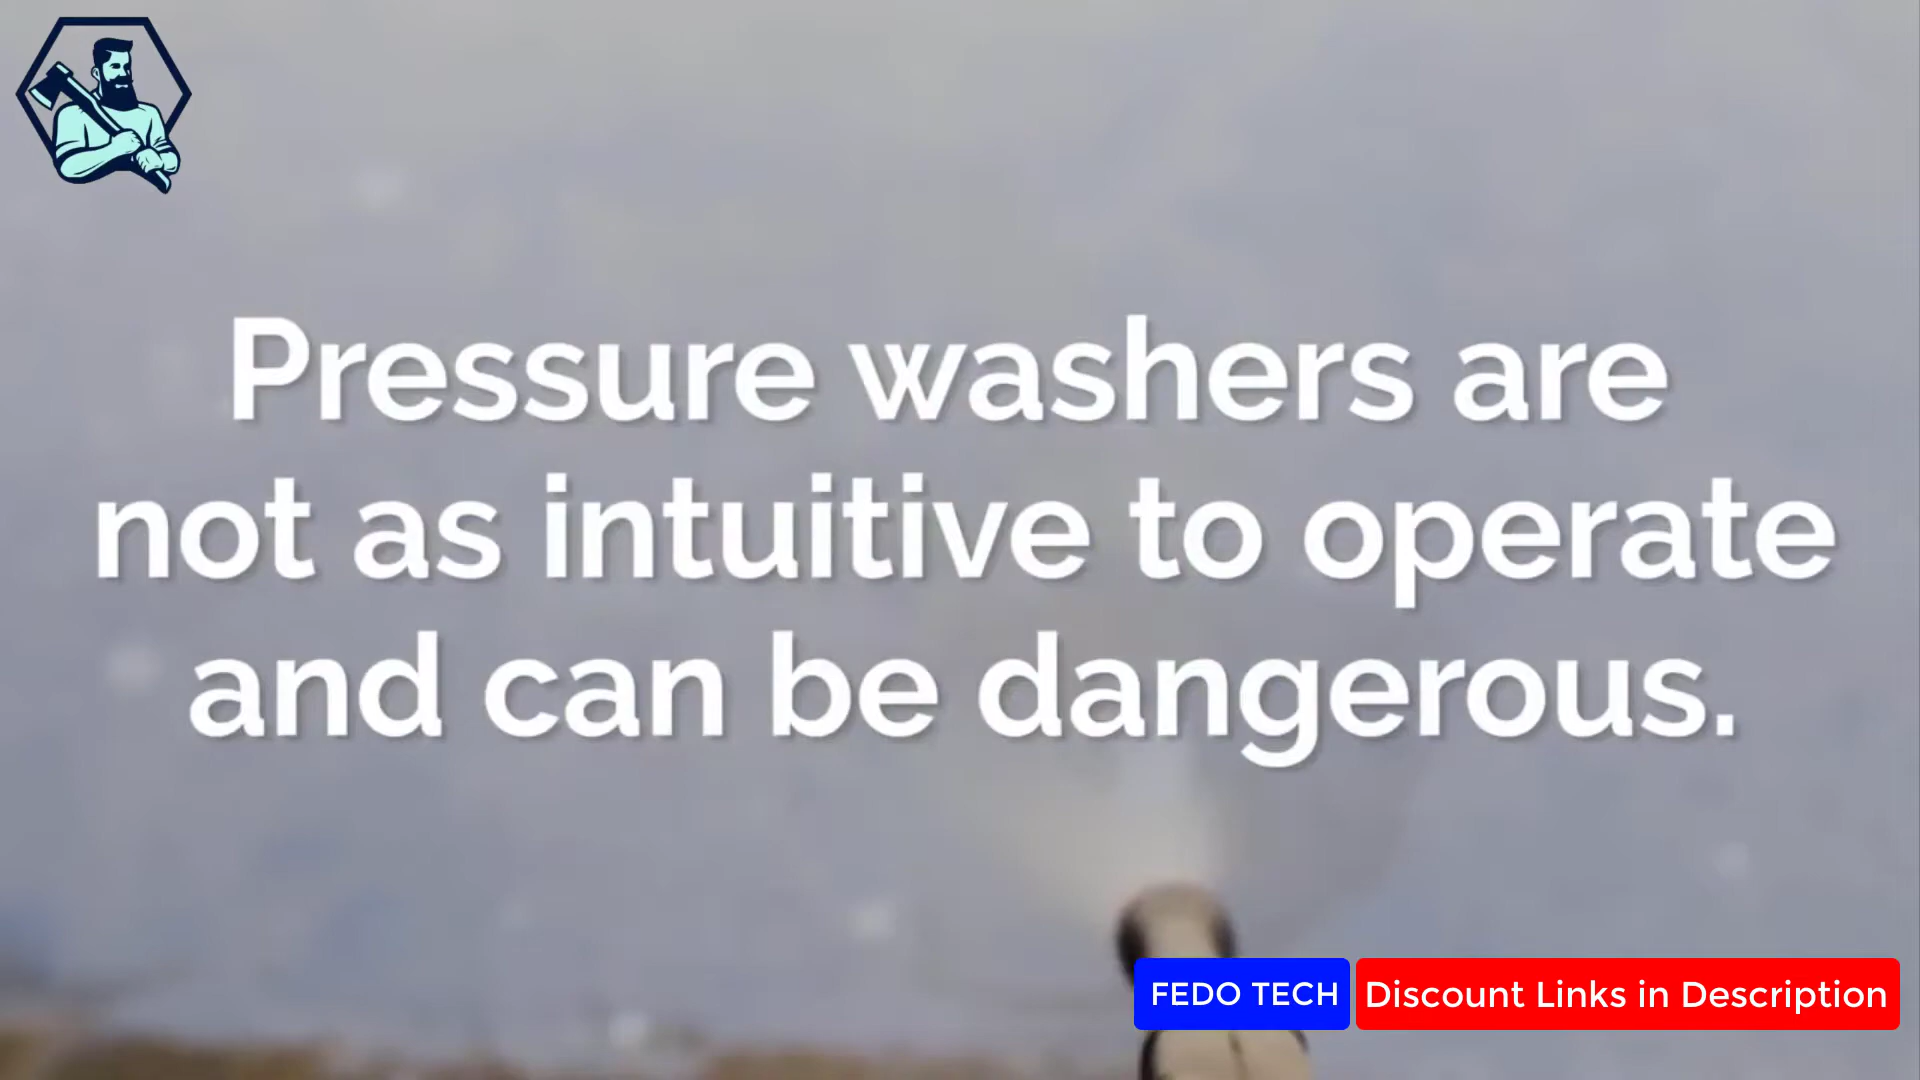 Pressure washers are
not as intuitive to operate
and can be dangerous.
FEDO TECH
Discount Links in Description